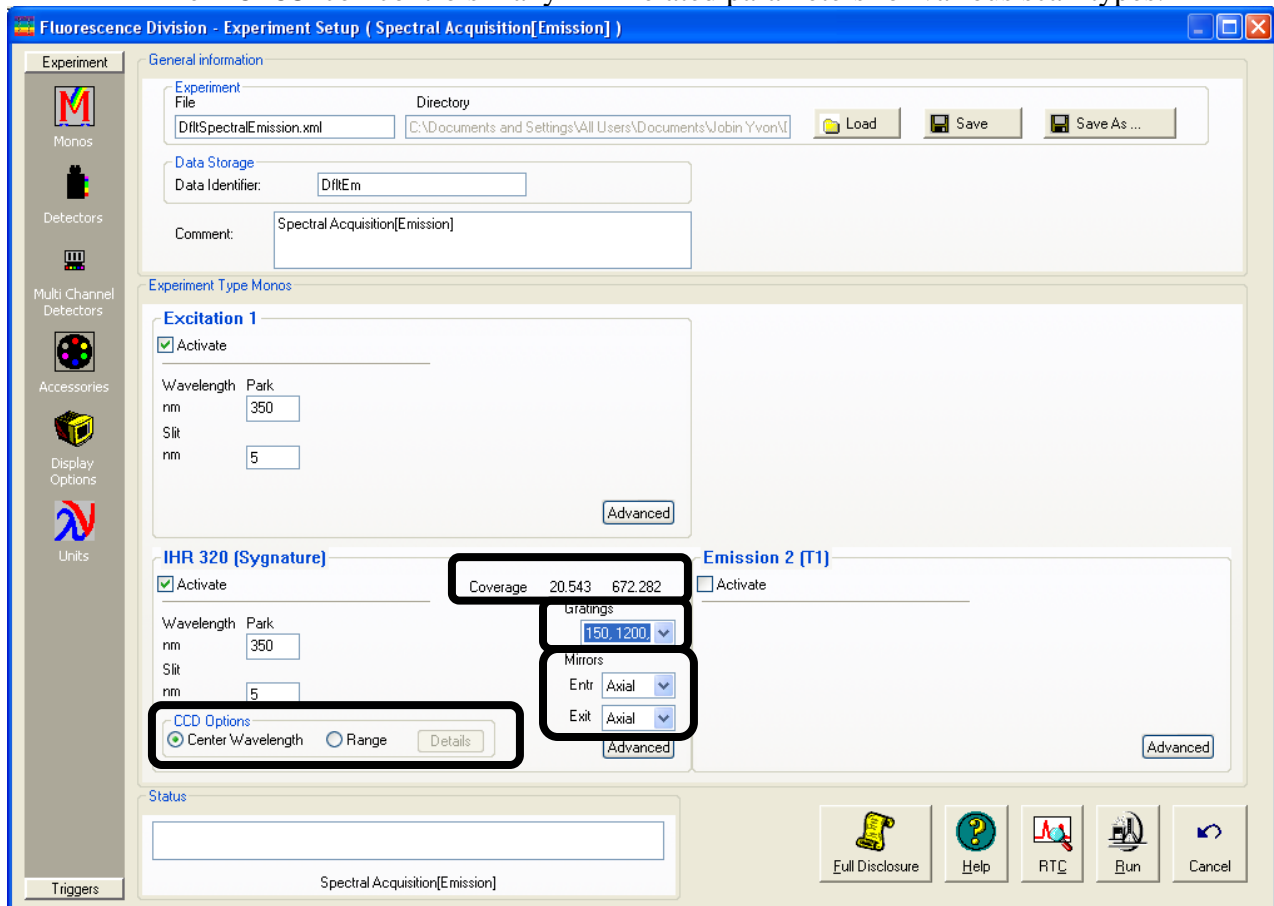 Fluorescence Division - Experiment Setup ( Spectral Acquisition[Emission] )
Experiment
Monos
Detectors
Multi Channel
Detectors
Accessories
Display
Options
Units
Triggers
General information
Experiment
File
Directory
DfltSpectralEmission.xml
C:\Documents and Settings\All Users\Documents\Jobin Yvon\
Load
Save
Save As ...
Data Storage
Data Identifier:
DfltEm
Comment:
Spectral Acquisition[Emission]
Experiment Type Monos
Excitation 1
Activate
Wavelength Park
nm 350
Slit
nm 5
Advanced
IHR 320 (Sygnature)
Activate
Coverage 20.543 672.282
Gratings
150, 1200,
Wavelength Park
nm 350
Slit
nm 5
Mirrors
Entr Axial
Exit Axial
CCD Options
Center Wavelength Range Details
Advanced
Emission 2 (T1)
Activate
Advanced
Status
Spectral Acquisition[Emission]
Full Disclosure
Help
RTC
Run
Cancel